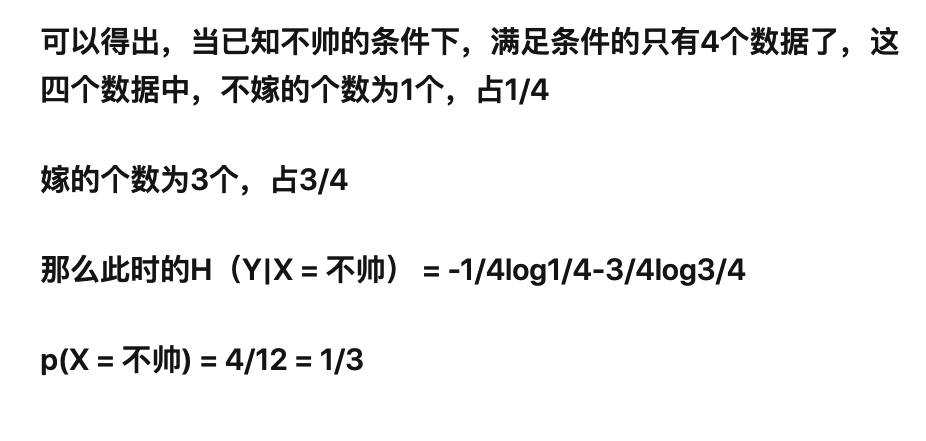 可以得出，当已知不帅的条件下，满足条件的只有4个数据了，这
四个数据中，不嫁的个数为1个，占1/4
嫁的个数为3个，占3/4
那么此时的H（Y|X = 不帅） = -1/4log1/4-3/4log3/4
p(X = 不帅) = 4/12 = 1/3